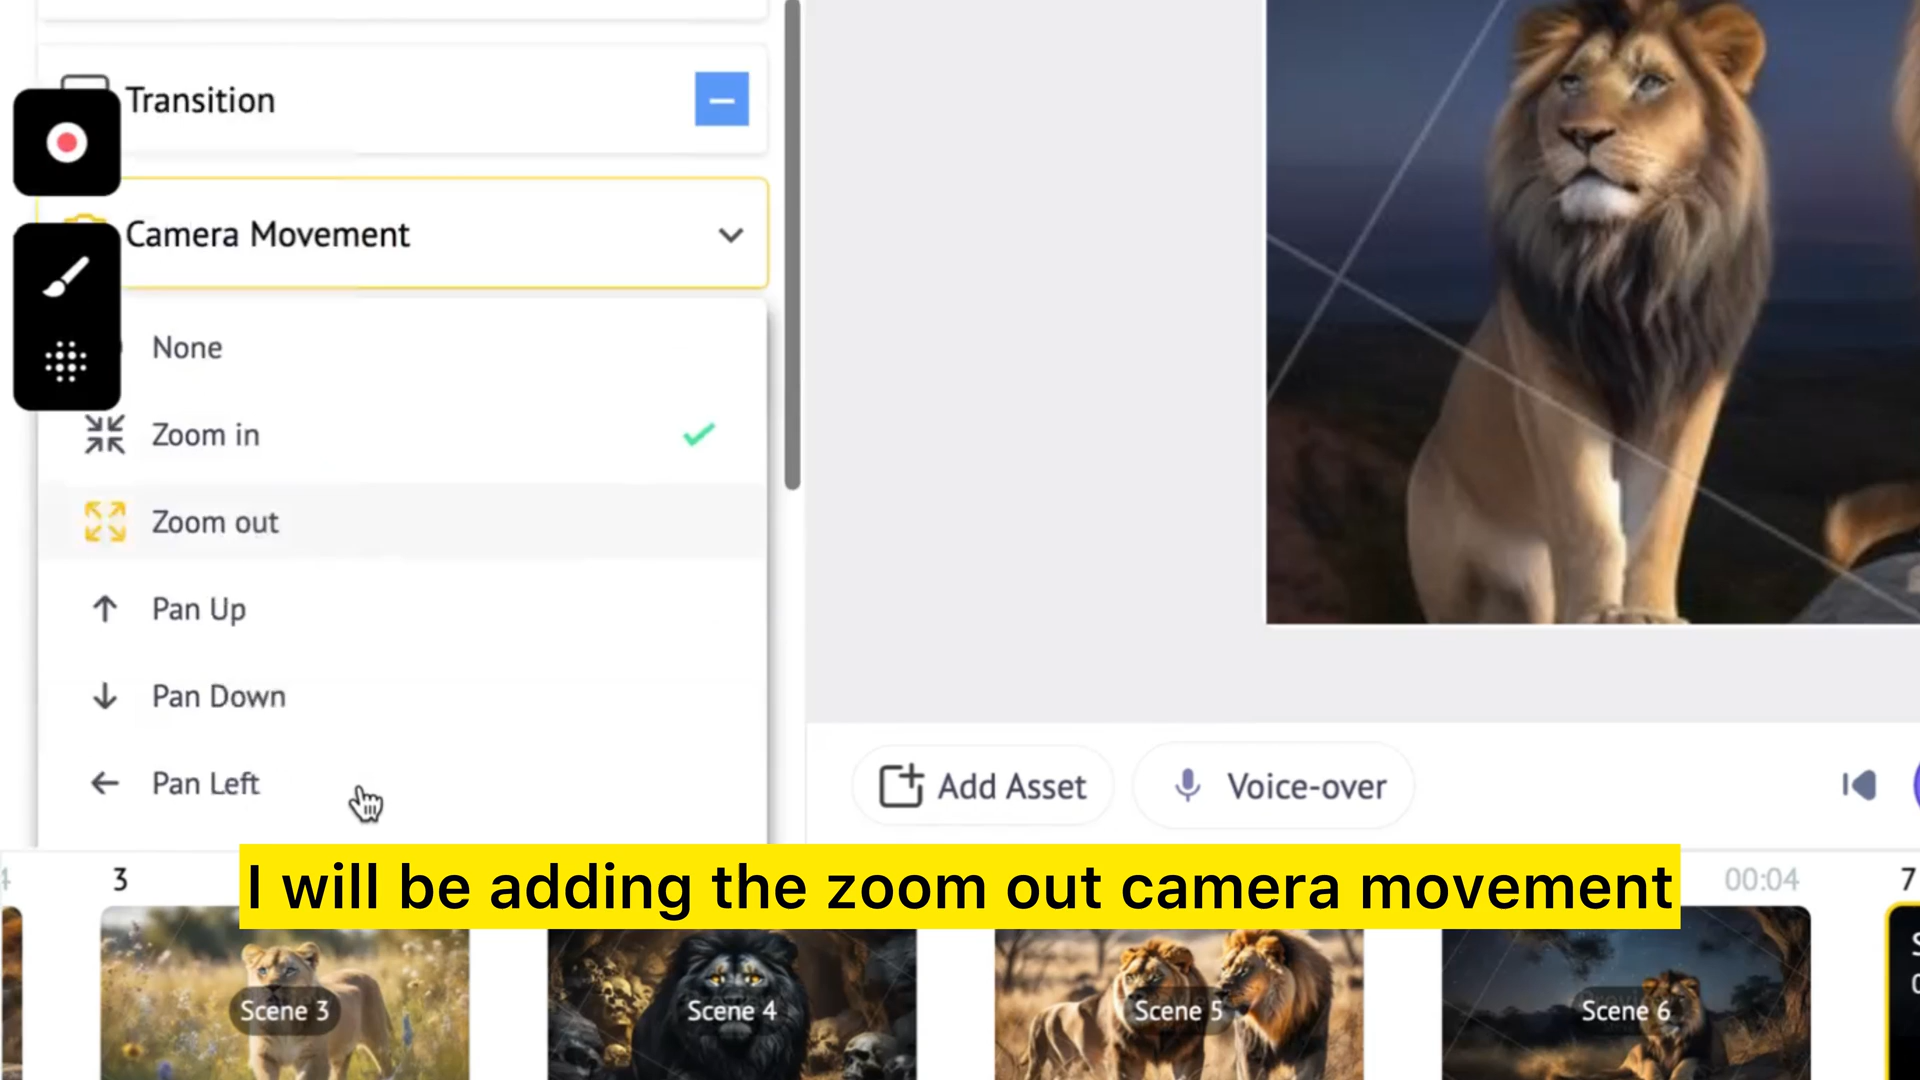 Transition
Camera Movement
None
Zoom in
Zoom out
Pan Up
Pan Down
Pan Left
Add Asset
Voice-over
3
00:04
7
I will be adding the zoom out camera movement
Scene 3
Scene 4
Scene 5
Scene 6